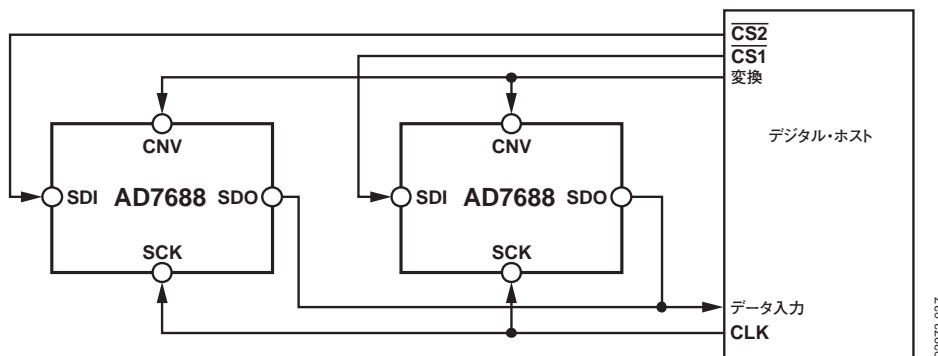 CS2
CS1
変換
デジタル・ホスト
CNV
CNV
SDI AD7688 SDO
SDI AD7688 SDO
SCK
SCK
データ入力
CLK